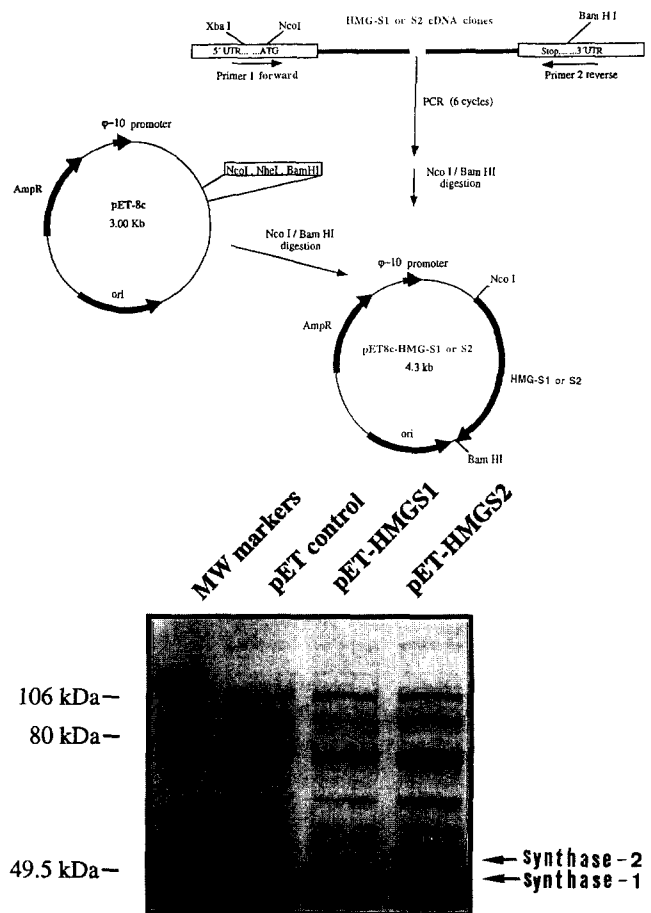 HMG-S1 or S2 cDNA clones
Xba I
NcoI
Bam H I
5' UTR ... ...ATG
Stop, ... ...3'UTR
Primer 1 forward
Primer 2 reverse
PCR (6 cycles)
φ-10 promoter
NcoI, NheI, BamHI
AmpR
pET-8c
3.00 Kb
Nco I / Bam HI
digestion
ori
Nco I / Bam HI
digestion
φ-10 promoter
Nco I
AmpR
pET8c-HMG-S1 or S2
4.3 kb
HMG-S1 or S2
ori
Bam HI
MW markers
pET control
pET-HMGS1
pET-HMGS2
106 kDa
80 kDa
49.5 kDa
Synthase-2
Synthase-1